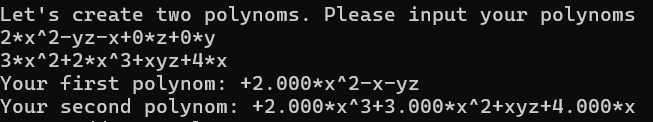 Let's create two polynoms. Please input your polynoms
2*x^2-yz-x+0*z+0*y
3*x^2+2*x^3+xyz+4*x
Your first polynom: +2.000*x^2-x-yz
Your second polynom: +2.000*x^3+3.000*x^2+xyz+4.000*x